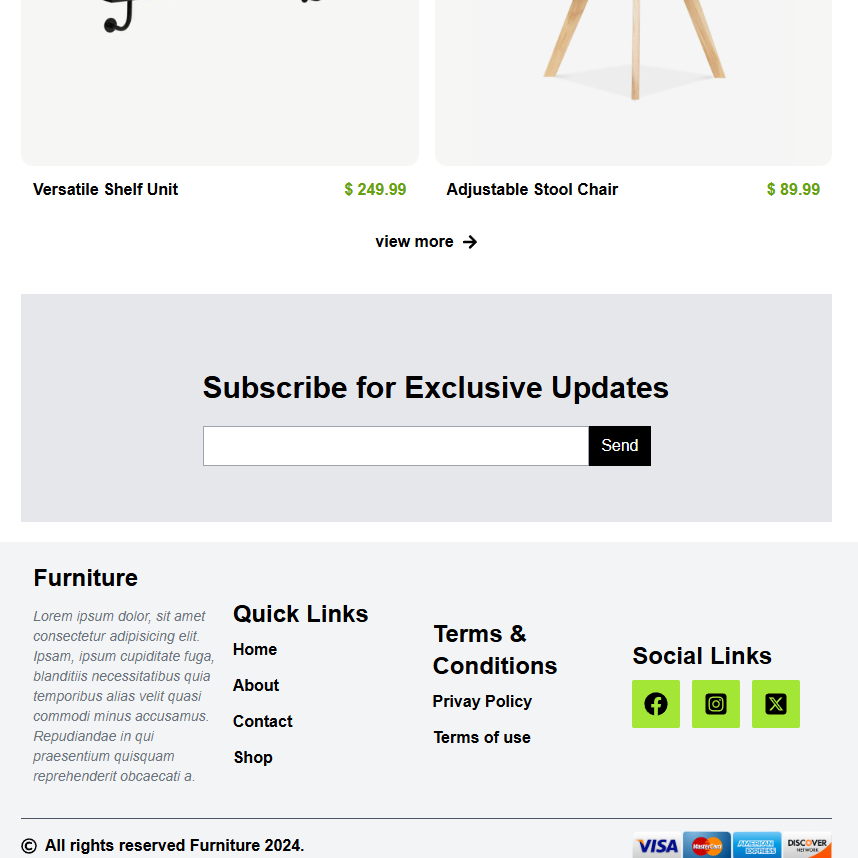 Versatile Shelf Unit
$ 249.99
Adjustable Stool Chair
$ 89.99
view more
Subscribe for Exclusive Updates
Send
Furniture
Lorem ipsum dolor, sit amet
consectetur adipisicing elit.
Ipsam, ipsum cupiditate fuga,
blanditiis necessitatibus quia
temporibus alias velit quasi
commodi minus accusamus.
Repudiandae in qui
praesentium quisquam
reprehenderit obcaecati a.
Quick Links
Home
About
Contact
Shop
Terms &
Conditions
Privay Policy
Terms of use
Social Links
© All rights reserved Furniture 2024.
VISA
MasterCard
AMERICAN
EXPRESS
DISCOVER
NETWORK